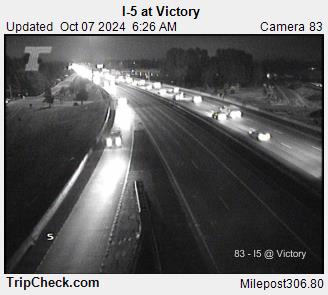 I-5 at Victory
Updated Oct 07 2024 6:26 AM Camera 83
T
S
83 - I5 @ Victory
TripCheck.com Milepost306.80